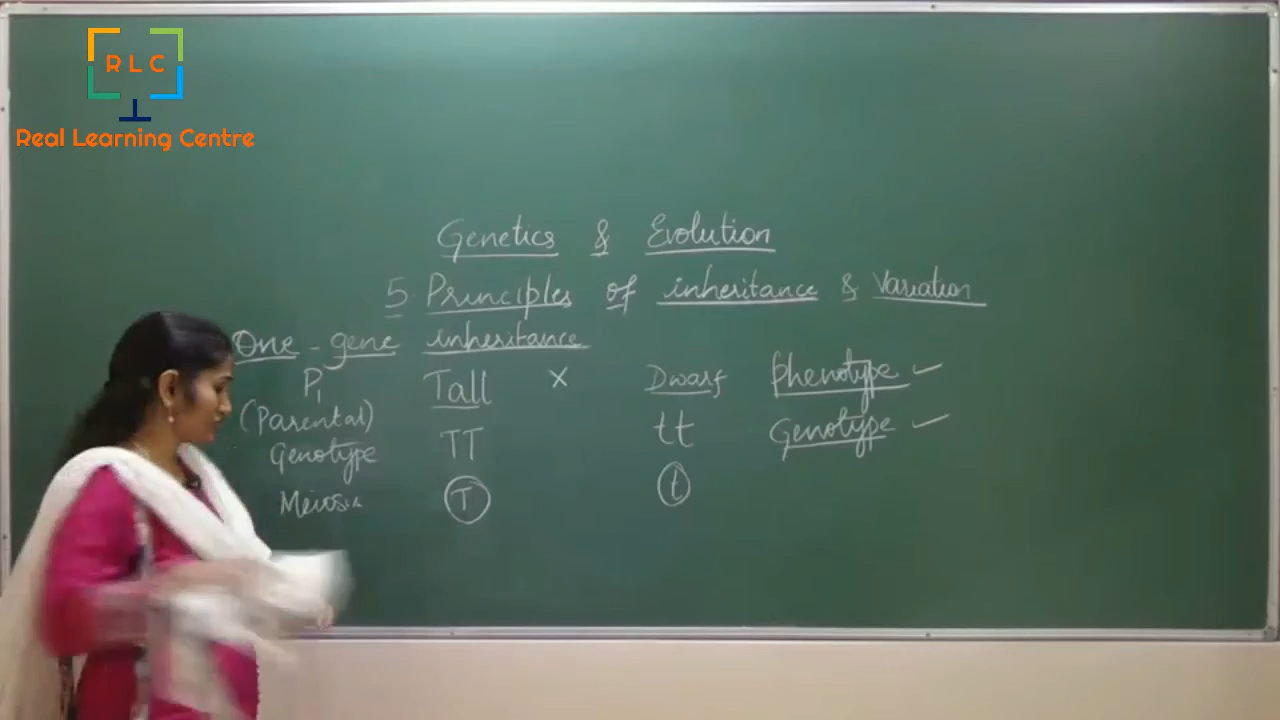 R L C
Real Learning Centre
Genetics & Evolution
5. Principles of inheritance & Variation
One-gene inheritance
P1 Tall × Dwarf Phenotype ✓
(Parental)
Genotype TT tt Genotype ✓
Meiosis T t